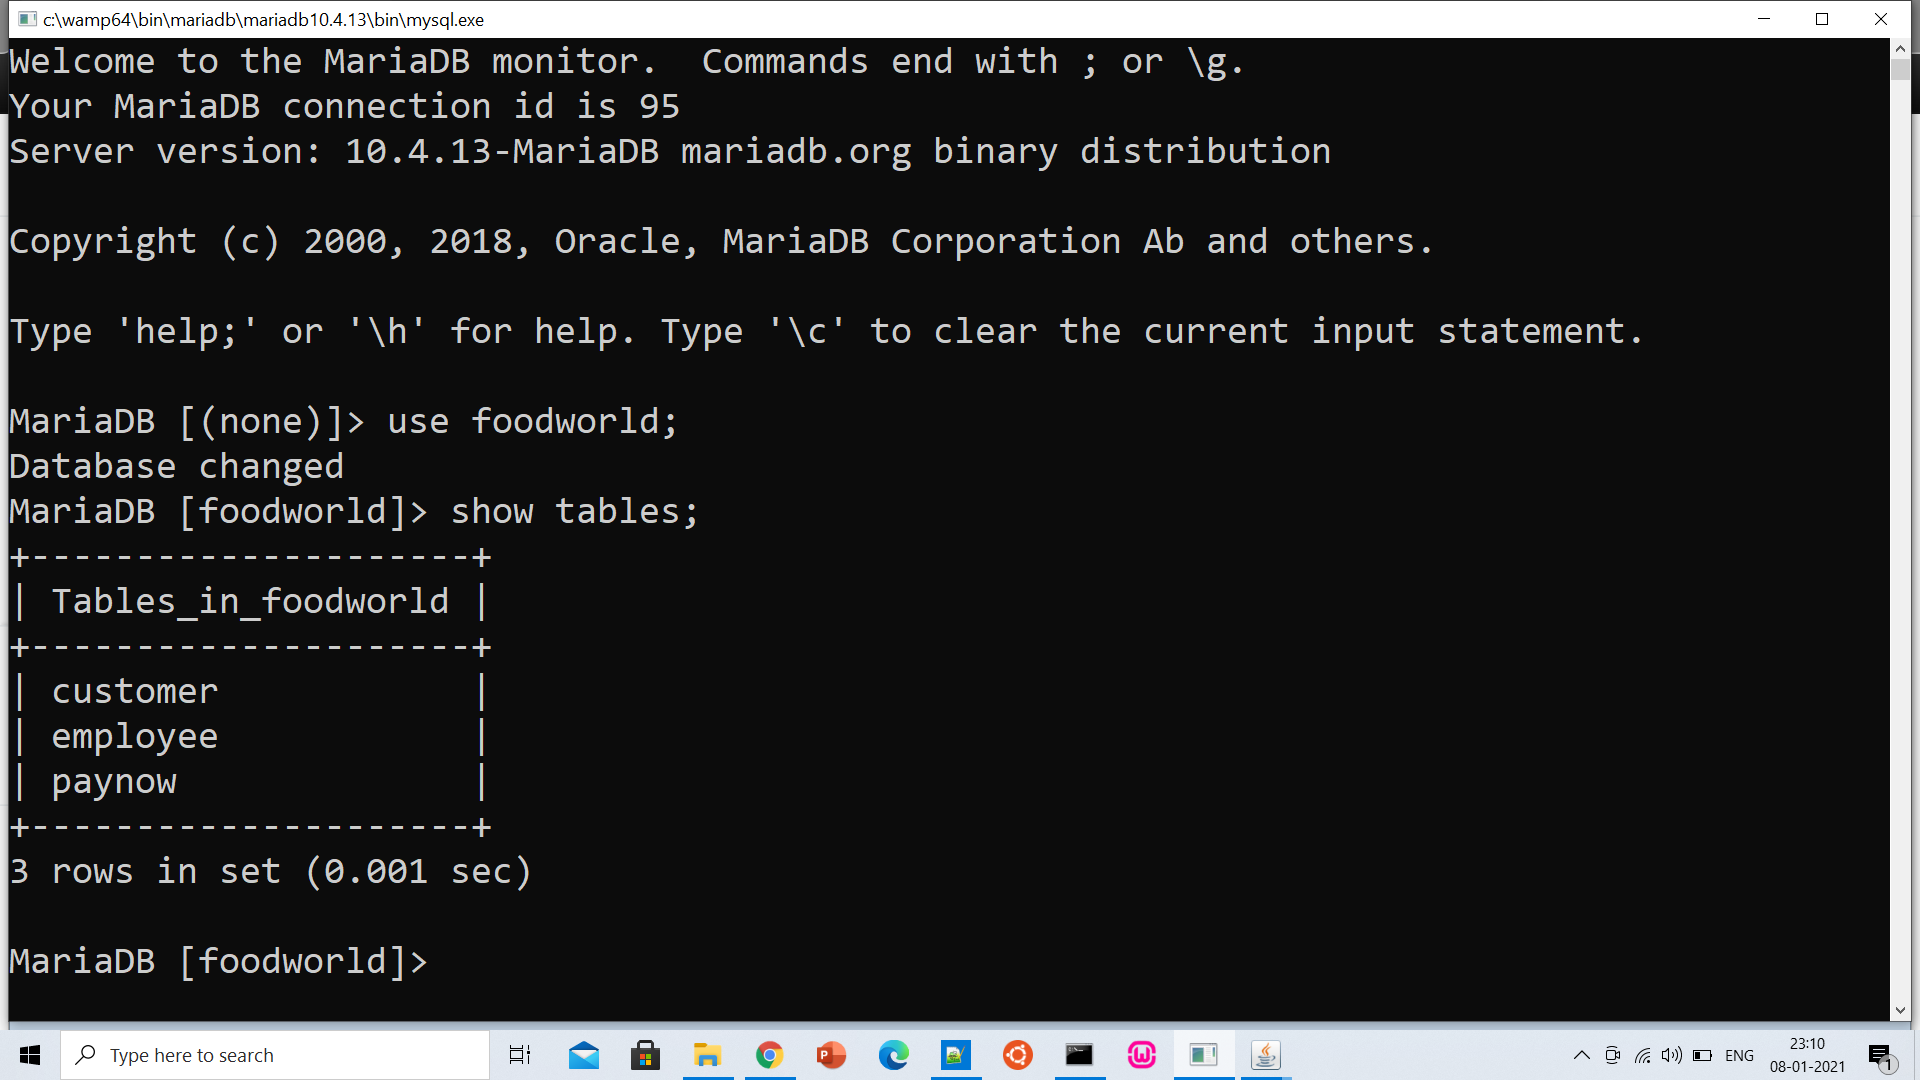 c:\wamp64\bin\mariadb\mariadb10.4.13\bin\mysql.exe
Welcome to the MariaDB monitor.  Commands end with ; or \g.
Your MariaDB connection id is 95
Server version: 10.4.13-MariaDB mariadb.org binary distribution
Copyright (c) 2000, 2018, Oracle, MariaDB Corporation Ab and others.
Type 'help;' or '\h' for help. Type '\c' to clear the current input statement.
MariaDB [(none)]> use foodworld;
Database changed
MariaDB [foodworld]> show tables;
+---------------------+
| Tables_in_foodworld |
+---------------------+
| customer            |
| employee            |
| paynow              |
+---------------------+
3 rows in set (0.001 sec)
MariaDB [foodworld]>
Type here to search
ENG
23:10
08-01-2021
1